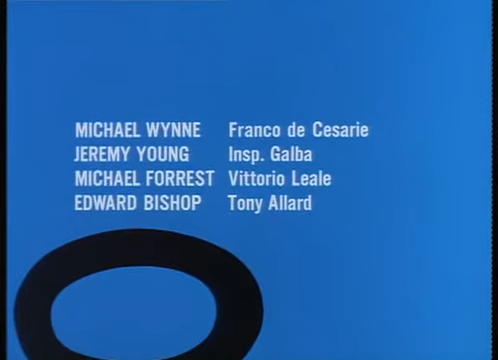 MICHAEL WYNNE Franco de Cesarie
JEREMY YOUNG Insp. Galba
MICHAEL FORREST Vittorio Leale
EDWARD BISHOP Tony Allard